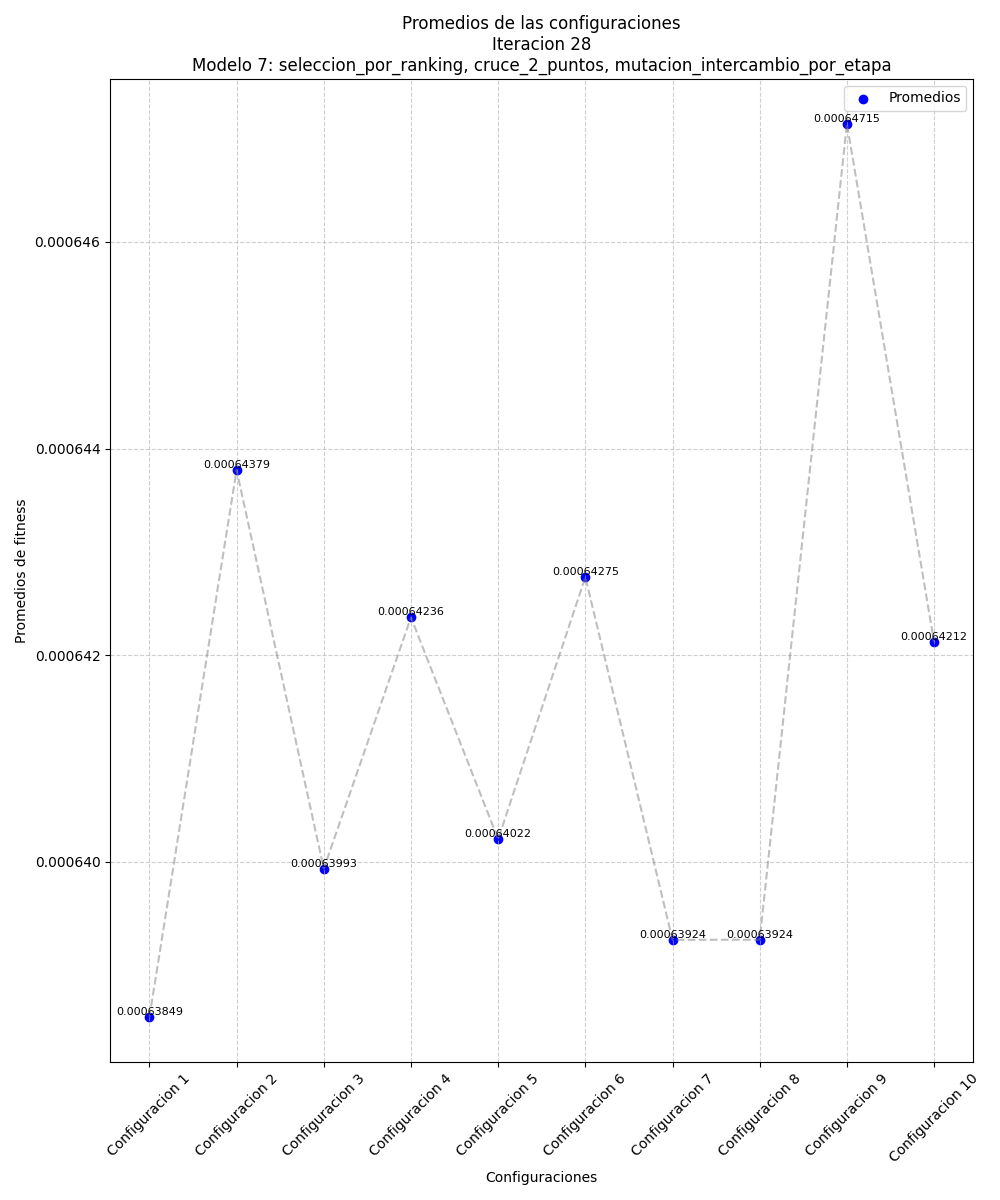 Promedios de las configuraciones
Iteracion 28
Modelo 7: seleccion_por_ranking, cruce_2_puntos, mutacion_intercambio_por_etapa
Promedios
0.00064715
0.000646
0.000644
0.00064379
0.00064275
0.00064236
0.00064212
0.000642
0.00064022
0.000640
0.00063993
0.00063924
0.00063924
0.00063849
Promedios de fitness
Configuracion 1
Configuracion 2
Configuracion 3
Configuracion 4
Configuracion 5
Configuracion 6
Configuracion 7
Configuracion 8
Configuracion 9
Configuracion 10
Configuraciones